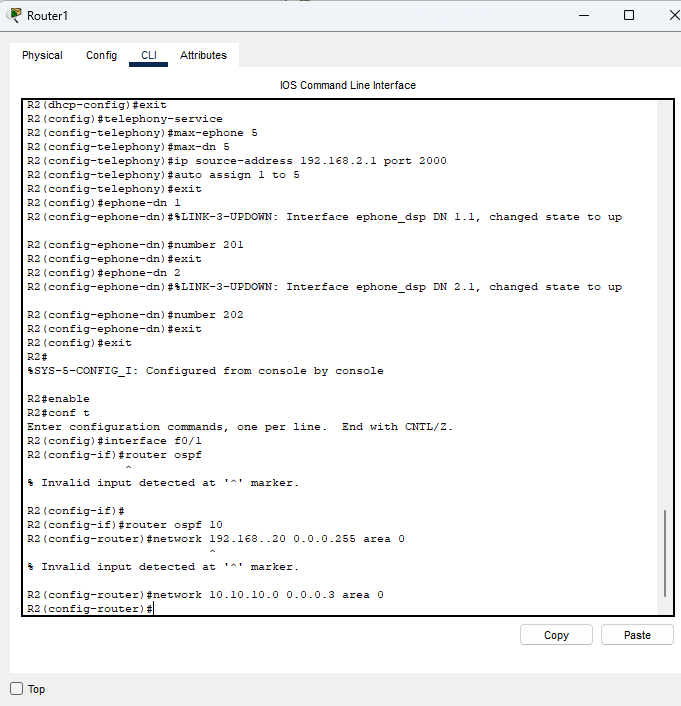 Router1
Physical Config CLI Attributes
IOS Command Line Interface
R2(dhcp-config)#exit
R2(config)#telephony-service
R2(config-telephony)#max-ephone 5
R2(config-telephony)#max-dn 5
R2(config-telephony)#ip source-address 192.168.2.1 port 2000
R2(config-telephony)#auto assign 1 to 5
R2(config-telephony)#exit
R2(config)#ephone-dn 1
R2(config-ephone-dn)#%LINK-3-UPDOWN: Interface ephone_dsp DN 1.1, changed state to up
R2(config-ephone-dn)#number 201
R2(config-ephone-dn)#exit
R2(config)#ephone-dn 2
R2(config-ephone-dn)#%LINK-3-UPDOWN: Interface ephone_dsp DN 2.1, changed state to up
R2(config-ephone-dn)#number 202
R2(config-ephone-dn)#exit
R2(config)#exit
R2#
%SYS-5-CONFIG_I: Configured from console by console
R2#enable
R2#conf t
Enter configuration commands, one per line.  End with CNTL/Z.
R2(config)#interface f0/1
R2(config-if)#router ospf
^
% Invalid input detected at '^' marker.
R2(config-if)#
R2(config-if)#router ospf 10
R2(config-router)#network 192.168..20 0.0.0.255 area 0
^
% Invalid input detected at '^' marker.
R2(config-router)#network 10.10.10.0 0.0.0.3 area 0
R2(config-router)#
Copy Paste
Top